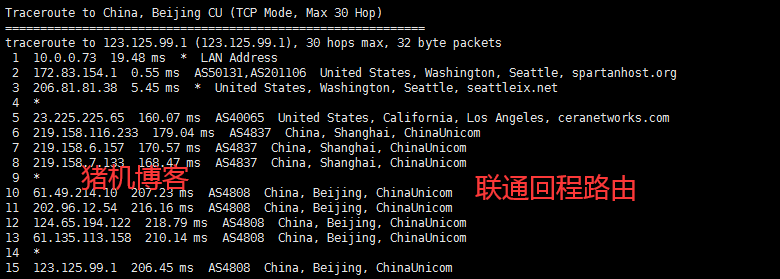 Traceroute to China, Beijing CU (TCP Mode, Max 30 Hop)
============================================================
traceroute to 123.125.99.1 (123.125.99.1), 30 hops max, 32 byte packets
1 10.0.0.73 19.48 ms * LAN Address
2 172.83.154.1 0.55 ms AS50131,AS201106 United States, Washington, Seattle, spartanhost.org
3 206.81.81.38 5.45 ms * United States, Washington, Seattle, seattleix.net
4 *
5 23.225.225.65 160.07 ms AS40065 United States, California, Los Angeles, ceranetworks.com
6 219.158.116.233 179.04 ms AS4837 China, Shanghai, ChinaUnicom
7 219.158.6.157 170.57 ms AS4837 China, Shanghai, ChinaUnicom
8 219.158.7.133 168.47 ms AS4837 China, Shanghai, ChinaUnicom
9 *
猪机博客
联通回程路由
10 61.49.214.10 207.23 ms AS4808 China, Beijing, ChinaUnicom
11 202.96.12.54 216.16 ms AS4808 China, Beijing, ChinaUnicom
12 124.65.194.122 218.79 ms AS4808 China, Beijing, ChinaUnicom
13 61.135.113.158 210.14 ms AS4808 China, Beijing, ChinaUnicom
14 *
15 123.125.99.1 206.45 ms AS4808 China, Beijing, ChinaUnicom